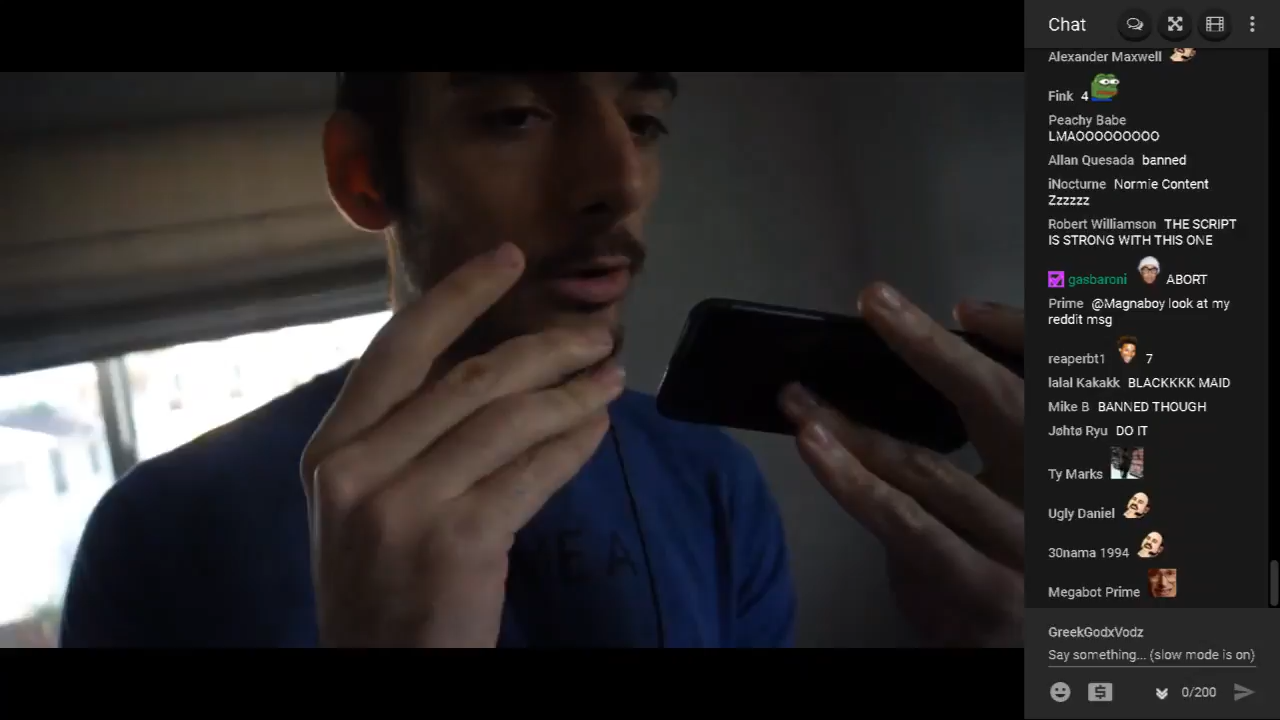 Chat
Alexander Maxwell
Fink 4
Peachy Babe
LMAOOOOOOOOO
Allan Quesada banned
iNocturne Normie Content
Zzzzzz
Robert Williamson THE SCRIPT
IS STRONG WITH THIS ONE
gasbaroni ABORT
Prime @Magnaboy look at my
reddit msg
reaperbt1 7
lalal Kakakk BLACKKKK MAID
Mike B BANNED THOUGH
Jøhtø Ryu DO IT
Ty Marks
Ugly Daniel
30nama 1994
Megabot Prime
GreekGodxVodz
Say something... (slow mode is on)
0/200